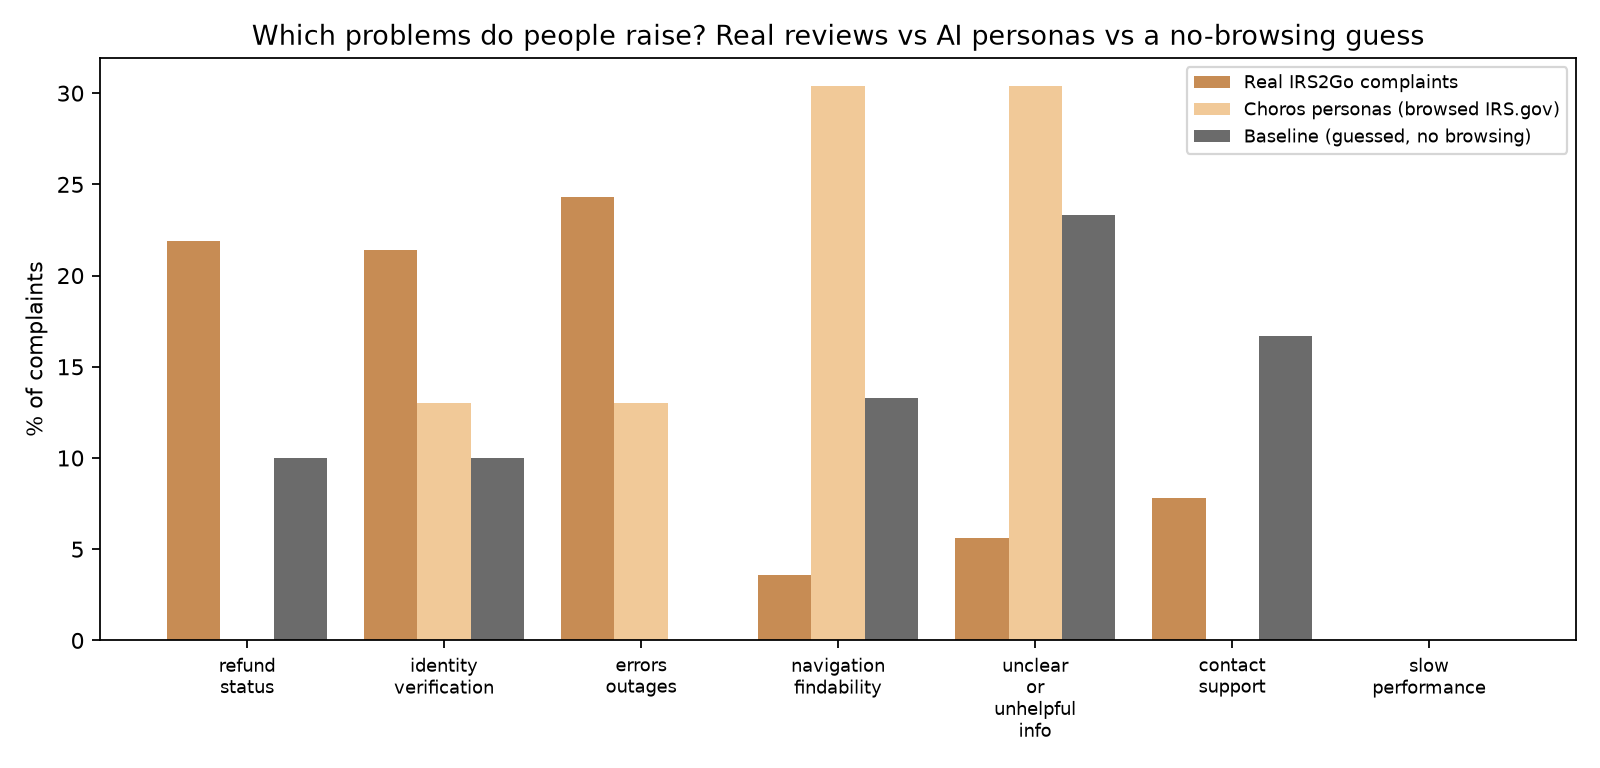 Which problems do people raise? Real reviews vs AI personas vs a no-browsing guess
Real IRS2Go complaints
Choros personas (browsed IRS.gov)
Baseline (guessed, no browsing)
% of complaints
30
25
20
15
10
5
0
refund
status
identity
verification
errors
outages
navigation
findability
unclear
or
unhelpful
info
contact
support
slow
performance